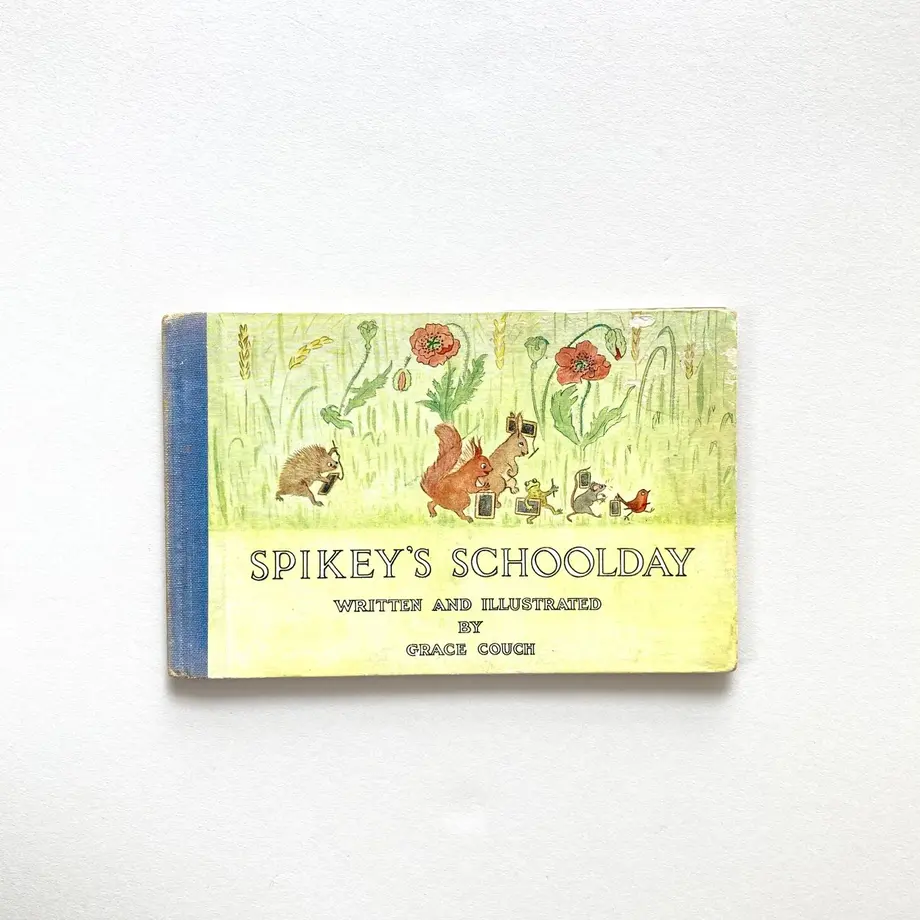 SPIKEY'S SCHOOLDAY
WRITTEN AND ILLUSTRATED
BY
GRACE COUCH